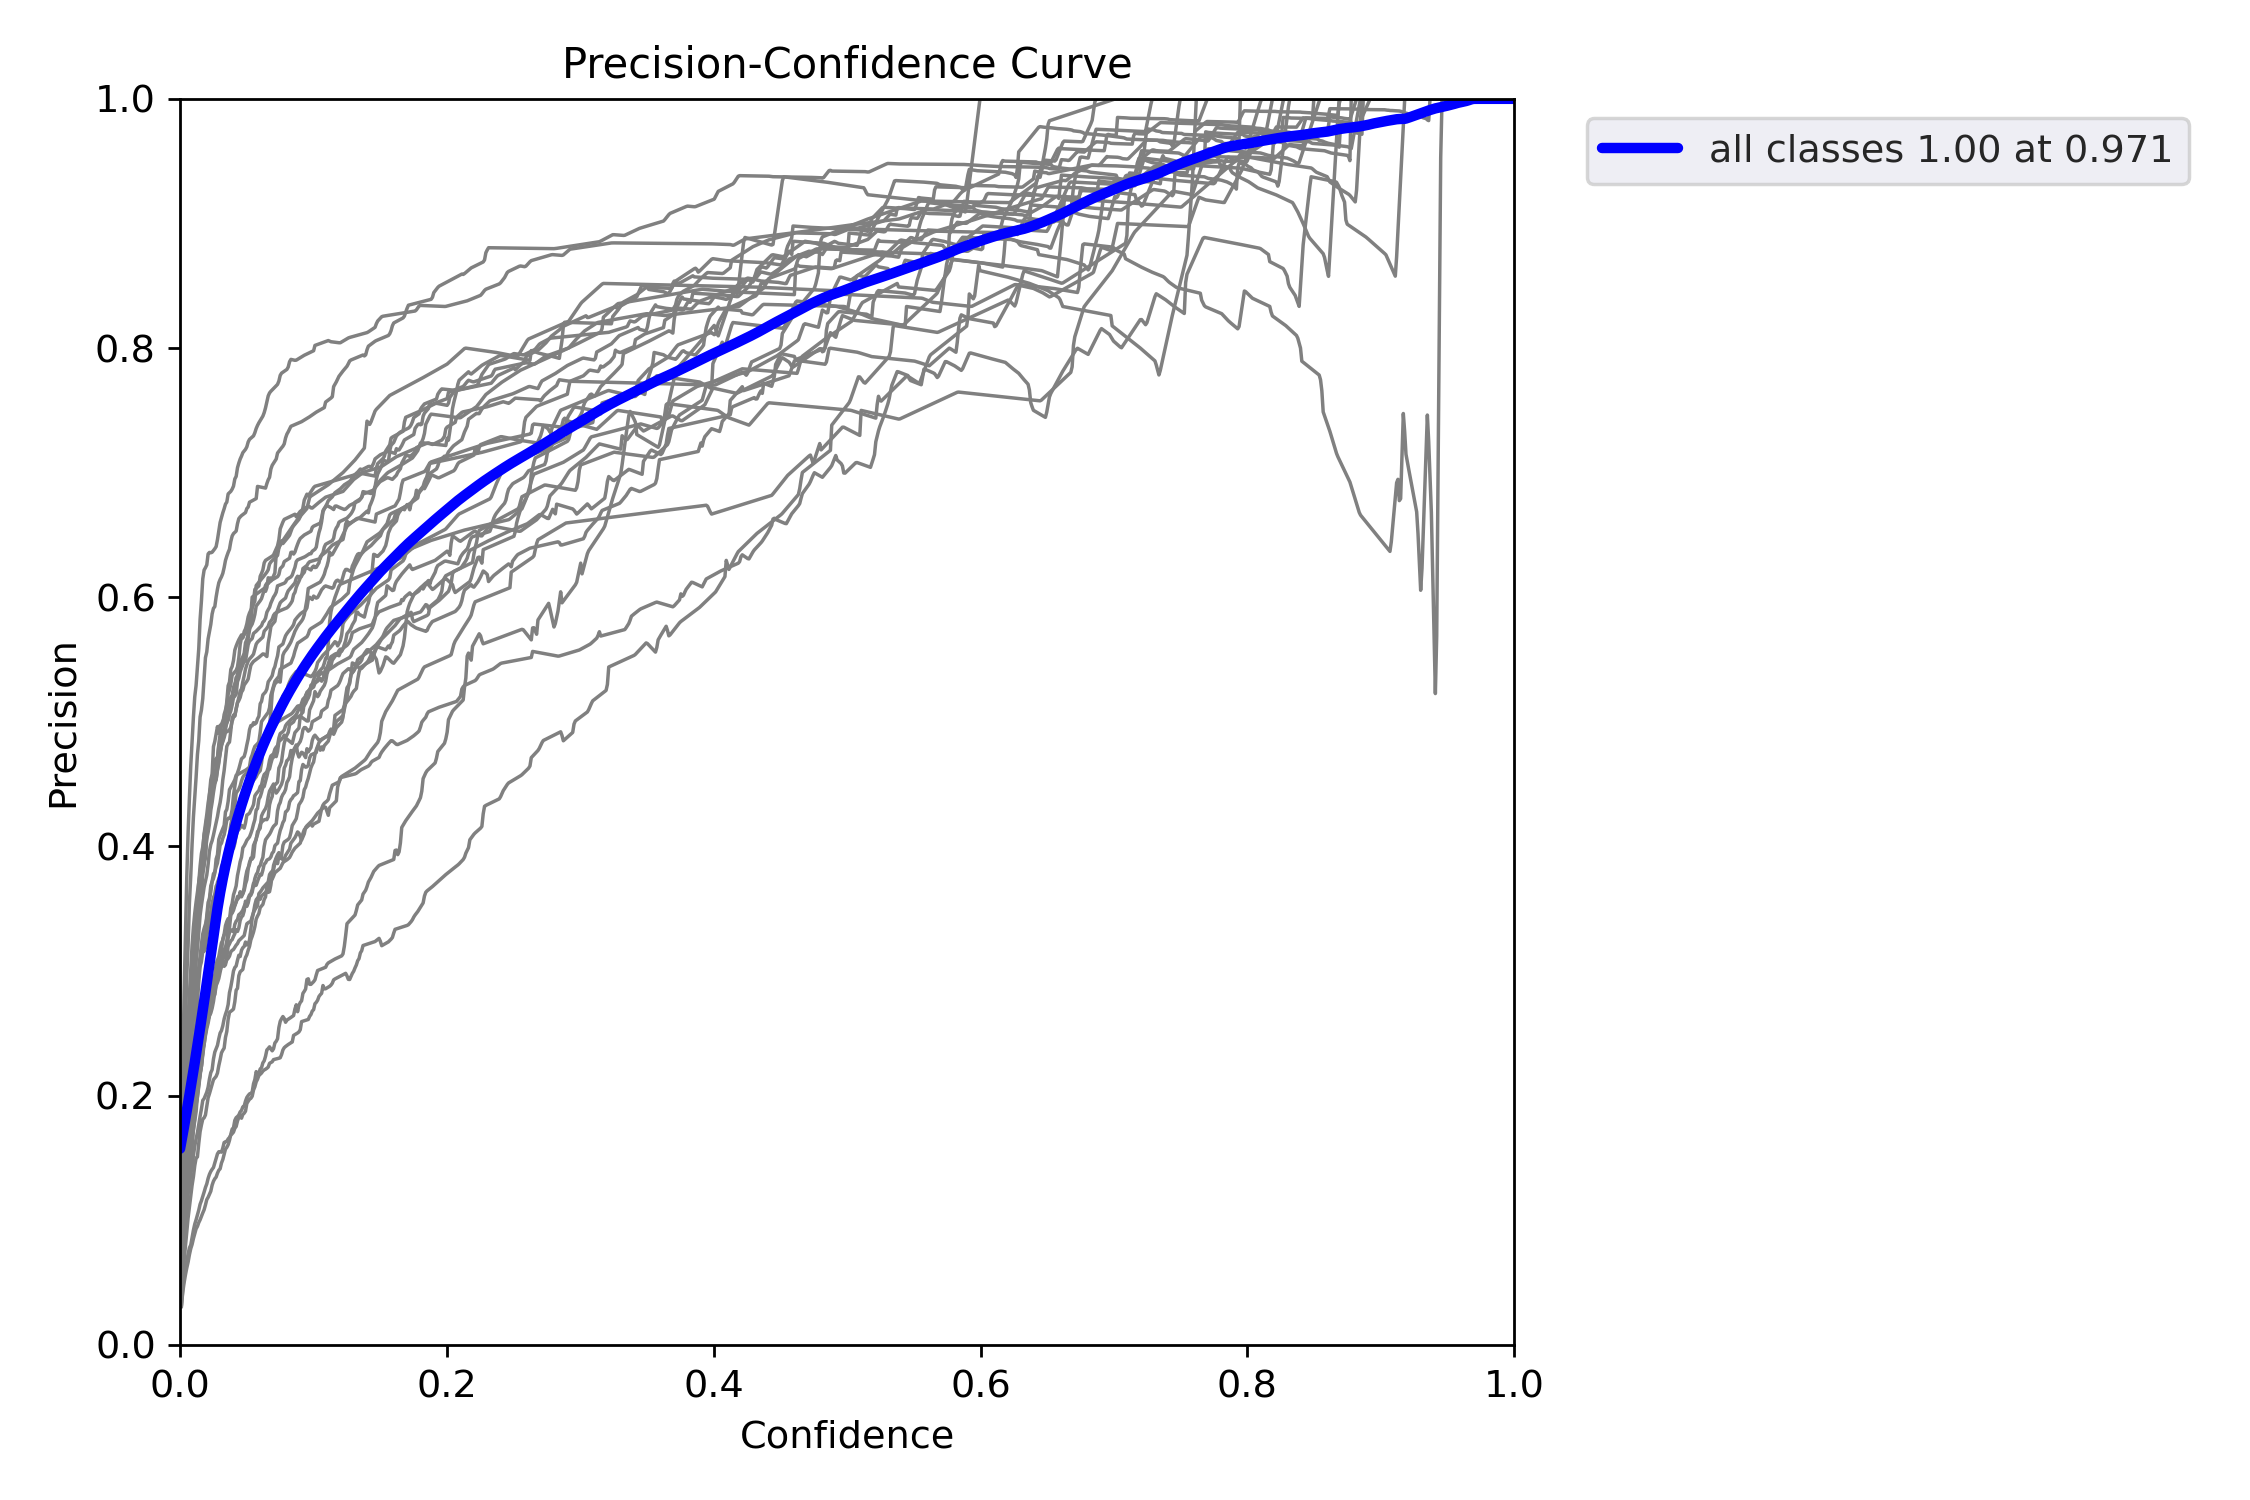 Precision-Confidence Curve
1.0
0.8
0.6
0.4
0.2
0.0
Precision
0.0 0.2 0.4 0.6 0.8 1.0
Confidence
all classes 1.00 at 0.971